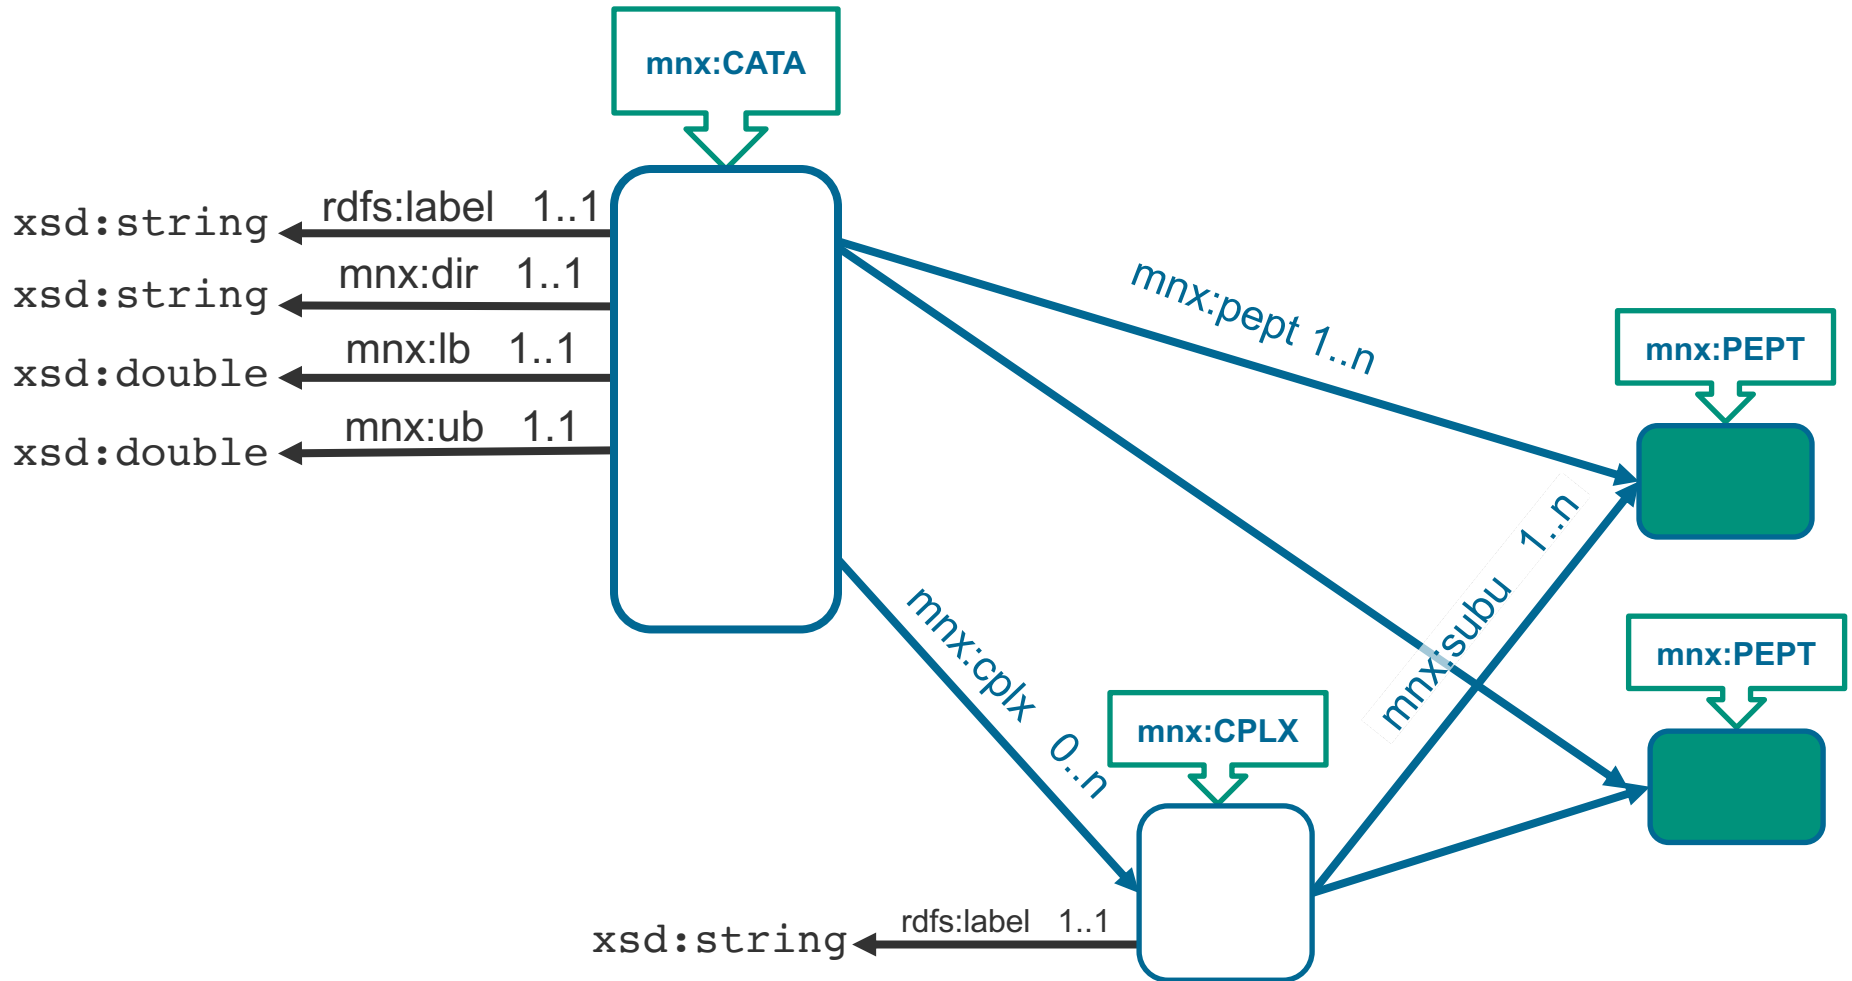 mnx:CATA
xsd:string
rdfs:label 1..1
xsd:string
mnx:dir 1..1
xsd:double
mnx:lb 1..1
xsd:double
mnx:ub 1.1
mnx:pept 1..n
mnx:PEPT
mnx:subu 1..n
mnx:PEPT
mnx:cplx 0..n
mnx:CPLX
xsd:string
rdfs:label 1..1